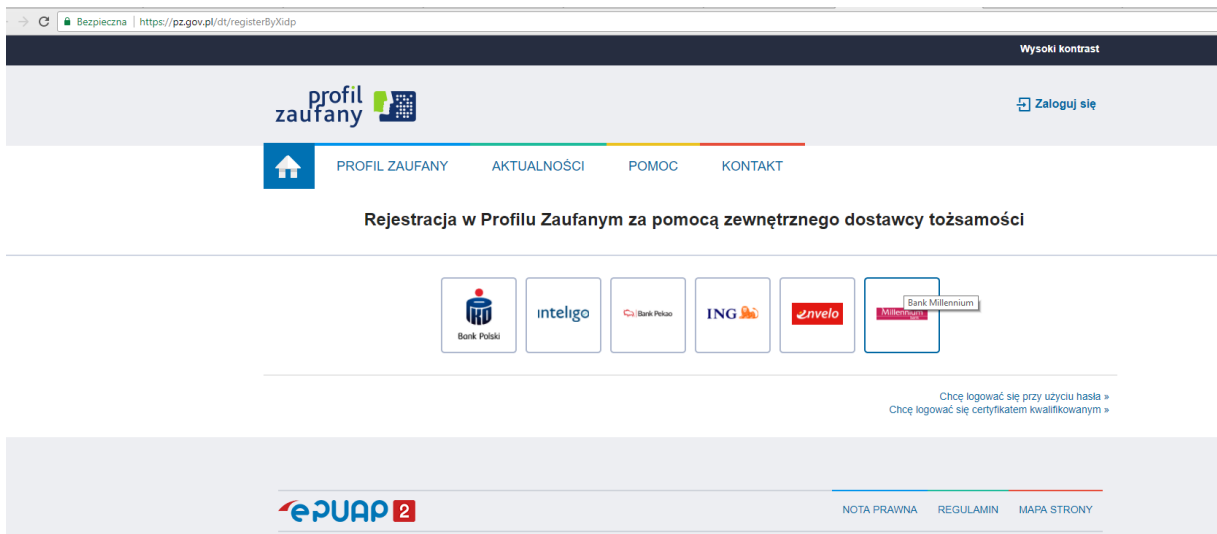 Bezpieczna | https://pz.gov.pl/dt/registerByXidp
Wysoki kontrast
profil
zaufany
Zaloguj się
PROFIL ZAUFANY AKTUALNOŚCI POMOC KONTAKT
Rejestracja w Profilu Zaufanym za pomocą zewnętrznego dostawcy tożsamości
Bank Polski
inteligo
Bank Pekao
ING
envelo
Millennium
bank
Bank Millennium
Chcę logować się przy użyciu hasła »
Chcę logować się certyfikatem kwalifikowanym »
ePUAP 2
NOTA PRAWNA REGULAMIN MAPA STRONY